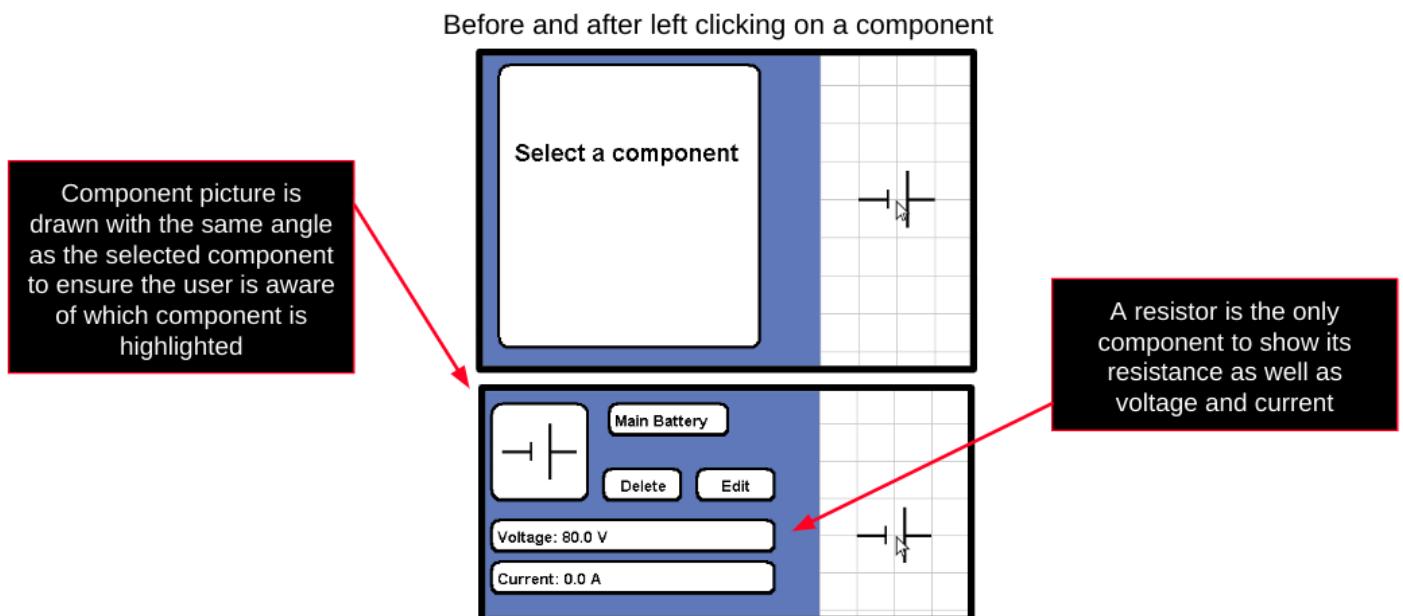 Before and after left clicking on a component
Select a component
Component picture is
drawn with the same angle
as the selected component
to ensure the user is aware
of which component is
highlighted
A resistor is the only
component to show its
resistance as well as
voltage and current
Main Battery
Delete
Edit
Voltage: 80.0 V
Current: 0.0 A